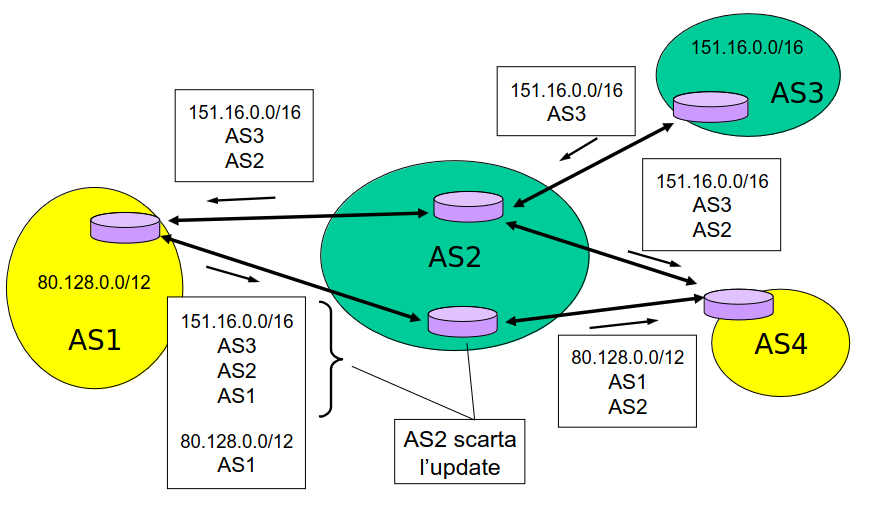 151.16.0.0/16
AS3
151.16.0.0/16
AS3
151.16.0.0/16
AS3
AS2
151.16.0.0/16
AS3
AS2
AS2
80.128.0.0/12
AS1
151.16.0.0/16
AS3
AS2
AS1
80.128.0.0/12
AS1
AS4
80.128.0.0/12
AS1
AS2
AS2 scarta
l'update